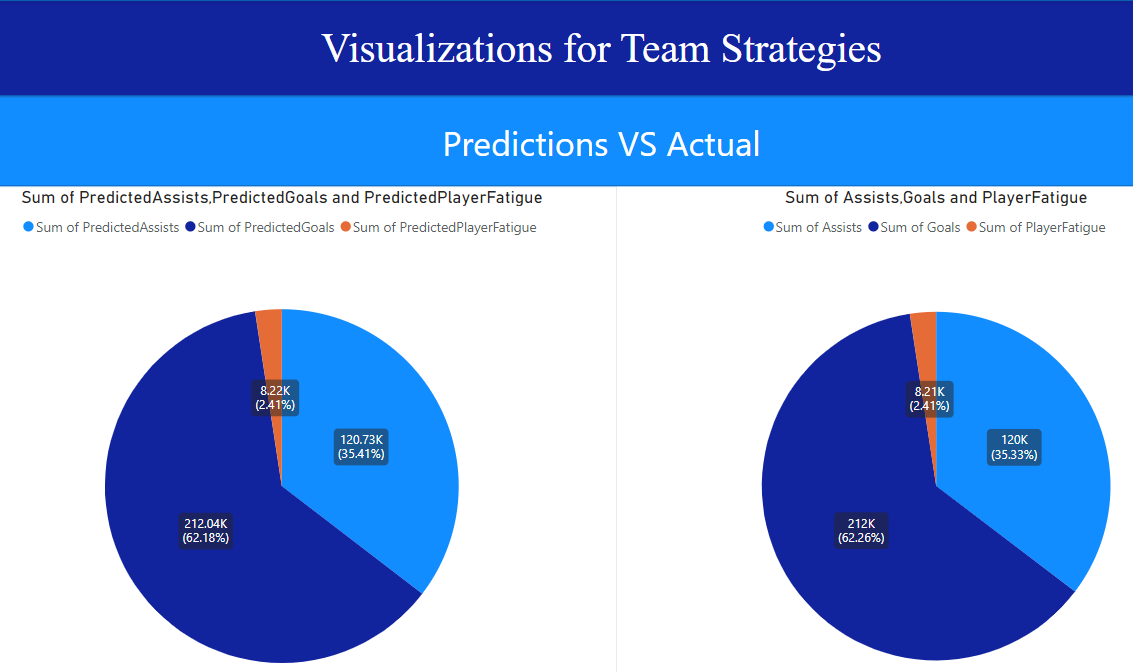 Visualizations for Team Strategies
Predictions VS Actual
Sum of PredictedAssists,PredictedGoals and PredictedPlayerFatigue
Sum of PredictedAssists Sum of PredictedGoals Sum of PredictedPlayerFatigue
8.22K
(2.41%)
120.73K
(35.41%)
212.04K
(62.18%)
Sum of Assists,Goals and PlayerFatigue
Sum of Assists Sum of Goals Sum of PlayerFatigue
8.21K
(2.41%)
120K
(35.33%)
212K
(62.26%)